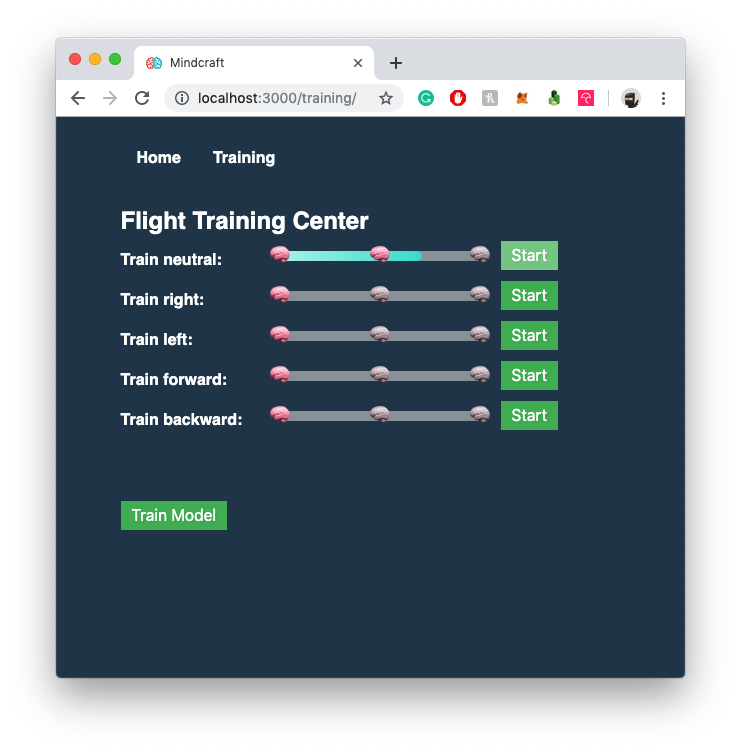 Mindcraft
localhost:3000/training/
Home Training
Flight Training Center
Train neutral: Start
Train right: Start
Train left: Start
Train forward: Start
Train backward: Start
Train Model